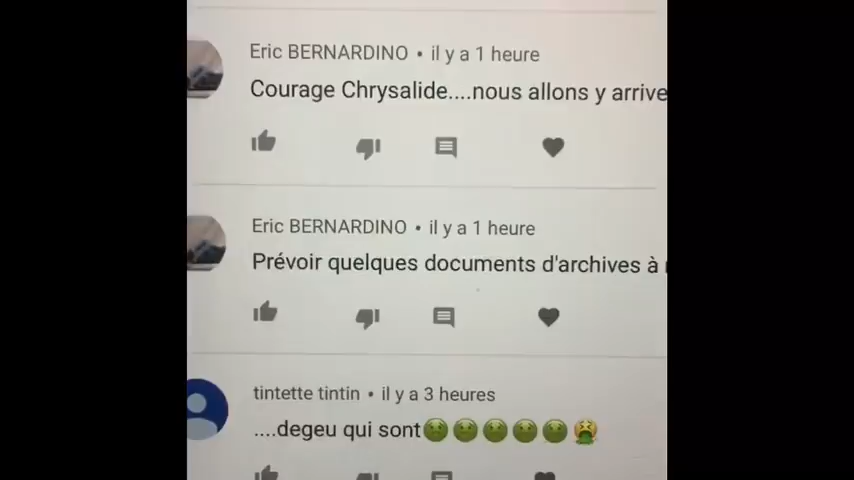 Eric BERNARDINO • il y a 1 heure
Courage Chrysalide....nous allons y arrive
Eric BERNARDINO • il y a 1 heure
Prévoir quelques documents d'archives à
tintette tintin • il y a 3 heures
....degeu qui sont🤢🤢🤢🤢🤢🤮